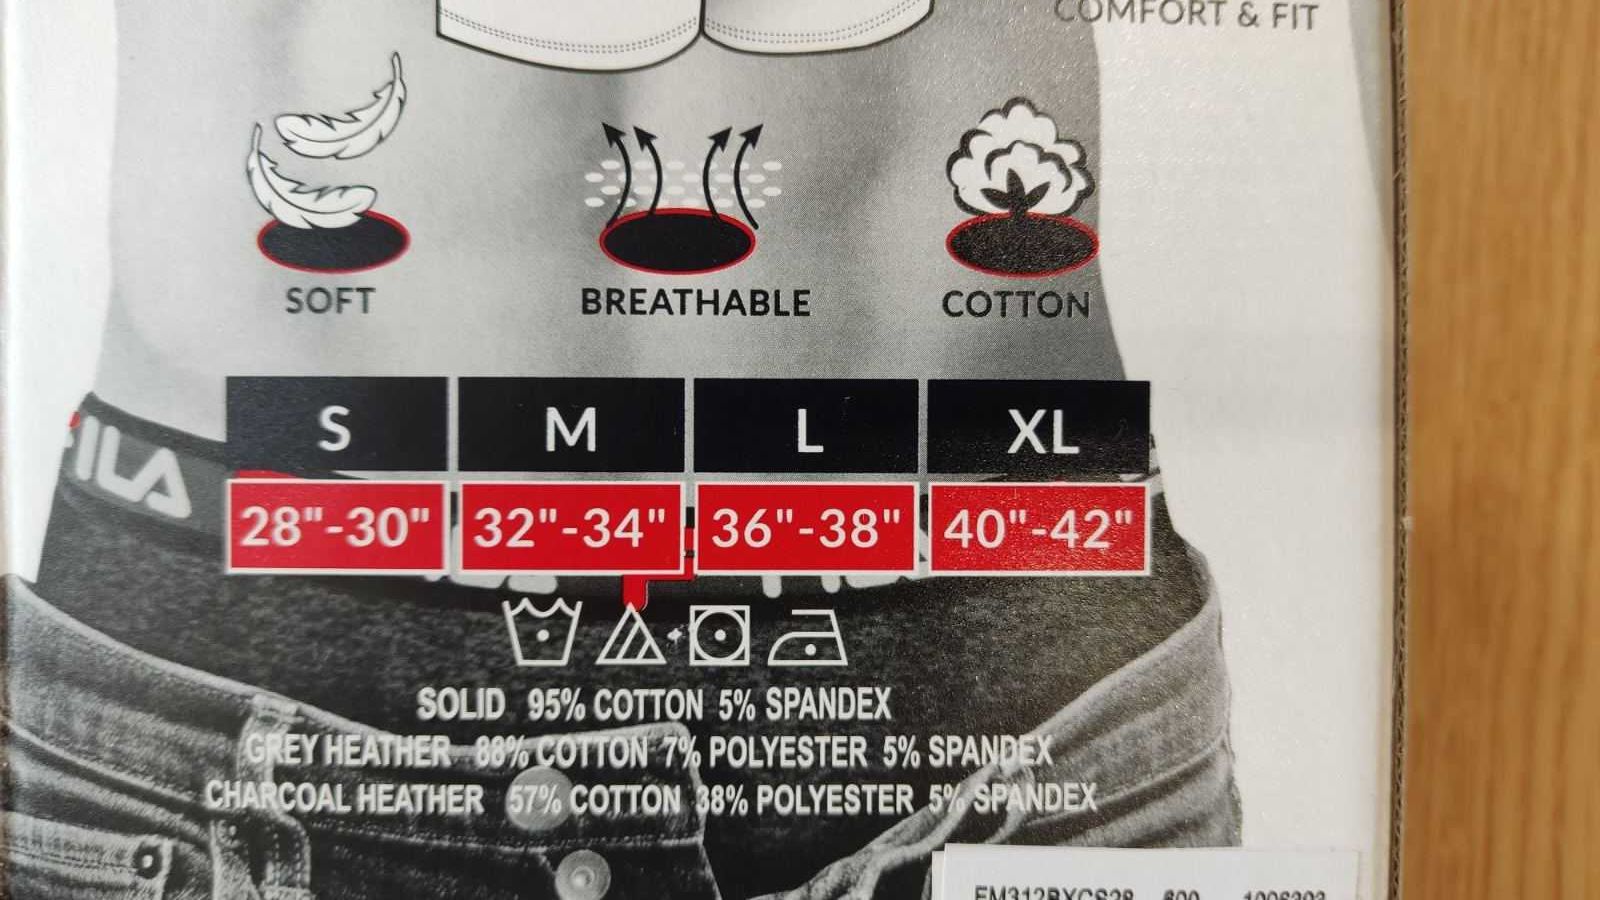 COMFORT & FIT
SOFT BREATHABLE COTTON
S M L XL
ILA
28"-30" 32"-34" 36"-38" 40"-42"
SOLID 95% COTTON 5% SPANDEX
GREY HEATHER 88% COTTON 7% POLYESTER 5% SPANDEX
CHARCOAL HEATHER 57% COTTON 38% POLYESTER 5% SPANDEX